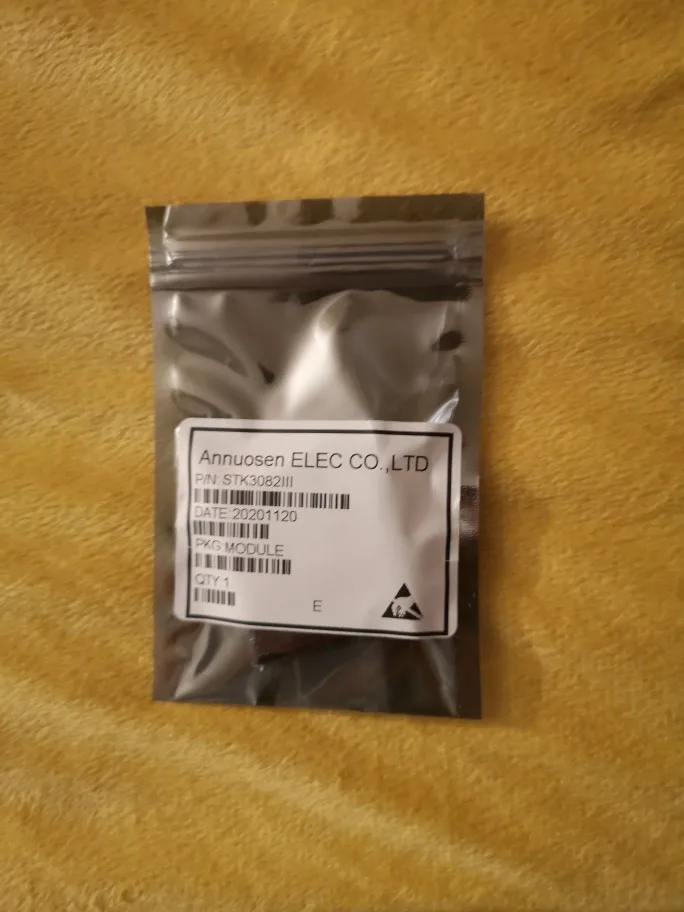 Annuosen ELEC CO.,LTD
P/N: STK3082III
DATE:20201120
PKG:MODULE
QTY:1
E